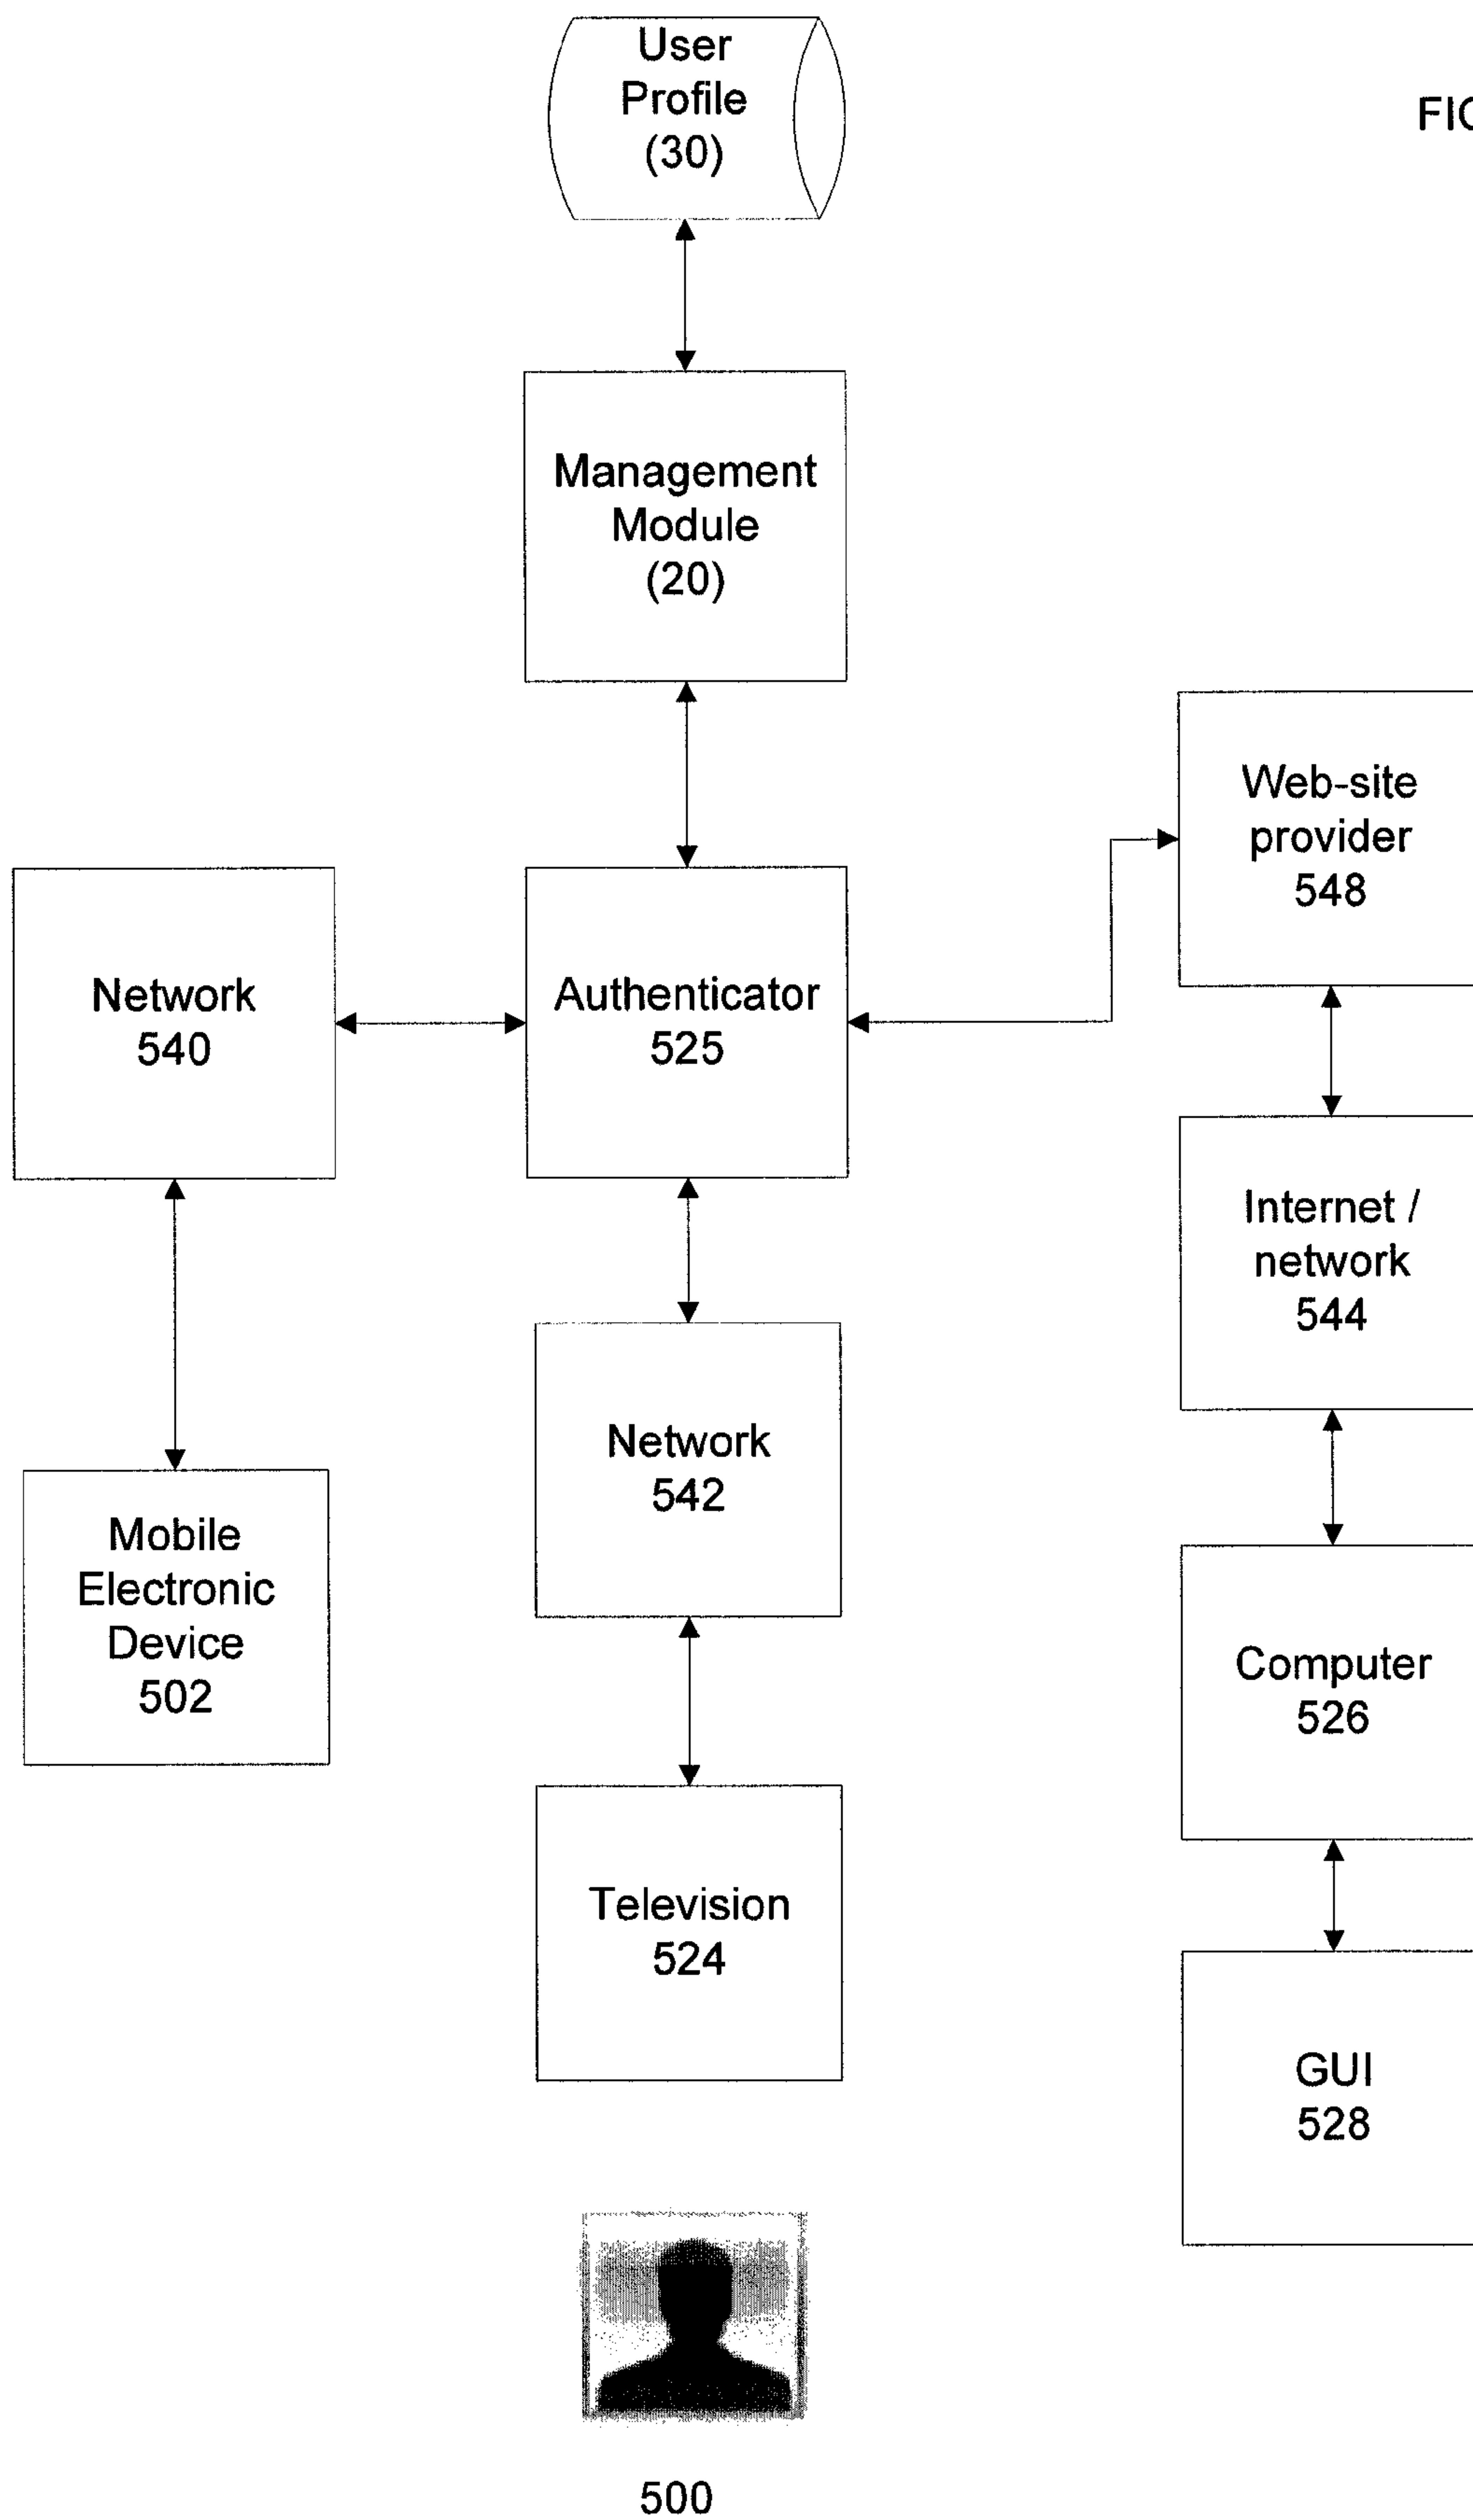 User
Profile
(30)
FIG
Management
Module
(20)
Web-site
provider
548
Network
540
Authenticator
525
Internet /
network
544
Network
542
Mobile
Electronic
Device
502
Computer
526
Television
524
GUI
528
500